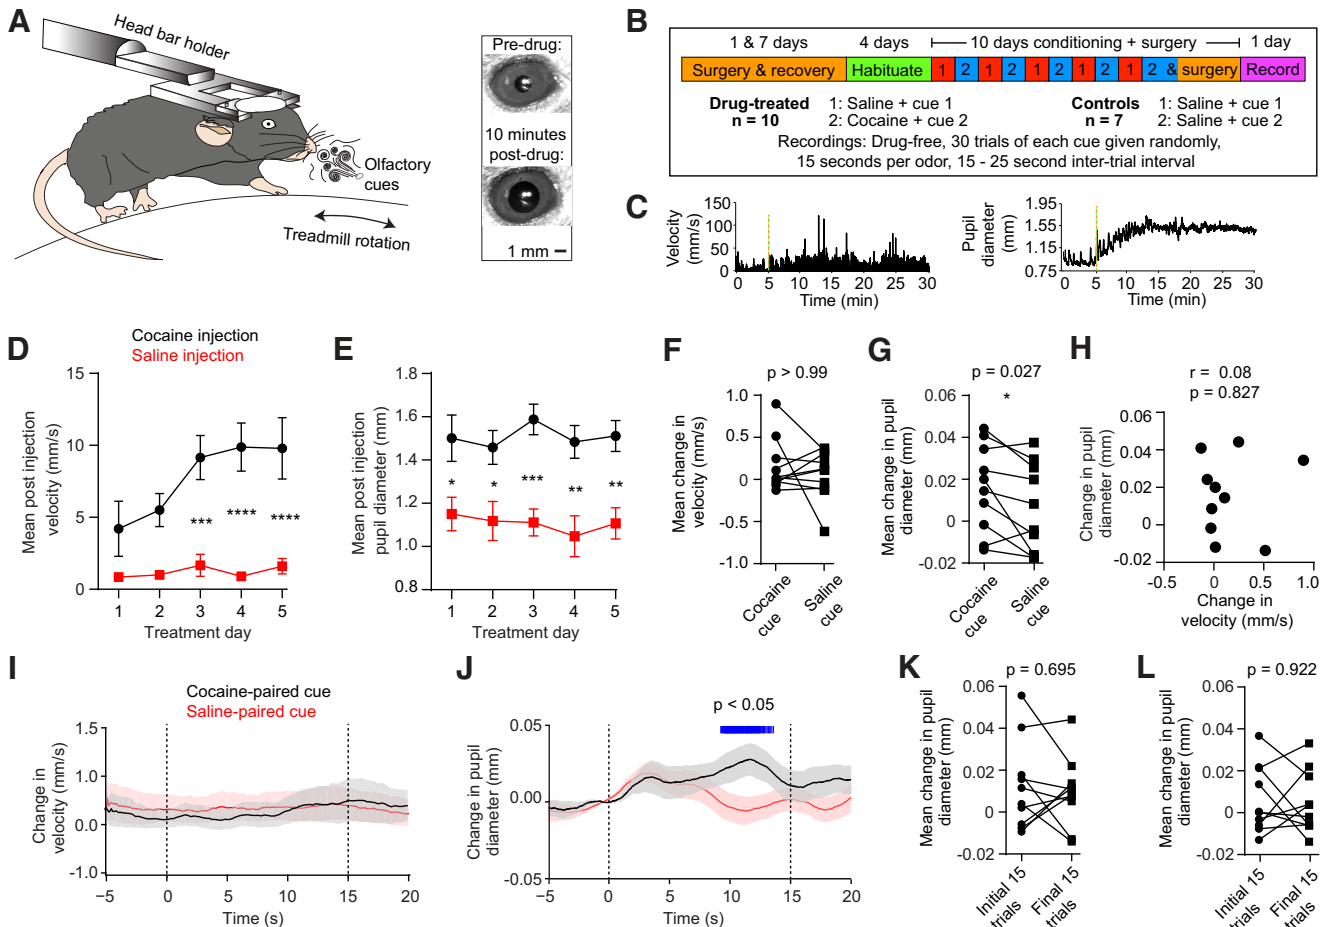 A
Head bar holder
Olfactory
cues
Treadmill rotation
Pre-drug:
10 minutes
post-drug:
1 mm
B
1 & 7 days
4 days
10 days conditioning + surgery
1 day
Surgery & recovery
Habituate
1 2 1 2 1 2 1 2 1 2 & surgery
Record
Drug-treated
n = 10
1: Saline + cue 1
2: Cocaine + cue 2
Controls
n = 7
1: Saline + cue 1
2: Saline + cue 2
Recordings: Drug-free, 30 trials of each cue given randomly,
15 seconds per odor, 15 - 25 second inter-trial interval
C
Velocity
(mm/s)
150
100
50
0
0 5 10 15 20 25 30
Time (min)
Pupil
diameter
(mm)
1.95
1.55
1.15
0.75
0 5 10 15 20 25 30
Time (min)
D
Cocaine injection
Saline injection
Mean post injection
velocity (mm/s)
15
10
5
0
*** **** ****
1 2 3 4 5
Treatment day
E
Mean post injection
pupil diameter (mm)
1.8
1.6
1.4
1.2
1.0
0.8
* * *** ** **
1 2 3 4 5
Treatment day
F
p > 0.99
Mean change in
velocity (mm/s)
1.0
0.5
0
-0.5
-1.0
Cocaine
cue
Saline
cue
G
p = 0.027
*
Mean change in pupil
diameter (mm)
0.06
0.04
0.02
0
-0.02
Cocaine
cue
Saline
cue
H
r = 0.08
p = 0.827
Change in pupil
diameter (mm)
0.06
0.04
0.02
0
-0.02
-0.5 0 0.5 1.0
Change in
velocity (mm/s)
I
Cocaine-paired cue
Saline-paired cue
Change in
velocity (mm/s)
1.5
1.0
0.0
-1.0
−5 0 5 10 15 20
Time (s)
J
p < 0.05
Change in pupil
diameter (mm)
0.05
0.00
-0.05
−5 0 5 10 15 20
Time (s)
K
p = 0.695
Mean change in pupil
diameter (mm)
0.06
0.04
0.02
0
-0.02
Initial 15
trials
Final 15
trials
L
p = 0.922
Mean change in pupil
diameter (mm)
0.06
0.04
0.02
0
-0.02
Initial 15
trials
Final 15
trials